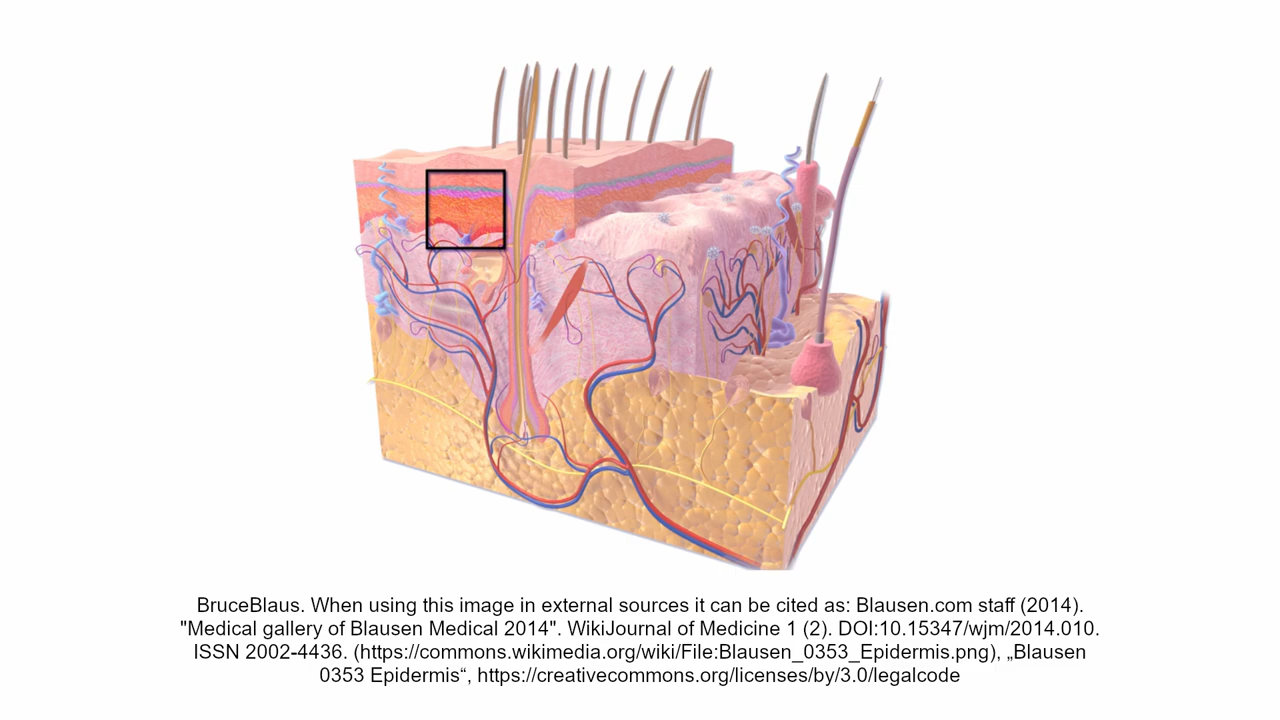 BruceBlaus. When using this image in external sources it can be cited as: Blausen.com staff (2014).
"Medical gallery of Blausen Medical 2014". WikiJournal of Medicine 1 (2). DOI:10.15347/wjm/2014.010.
ISSN 2002-4436. (https://commons.wikimedia.org/wiki/File:Blausen_0353_Epidermis.png), „Blausen
0353 Epidermis“, https://creativecommons.org/licenses/by/3.0/legalcode